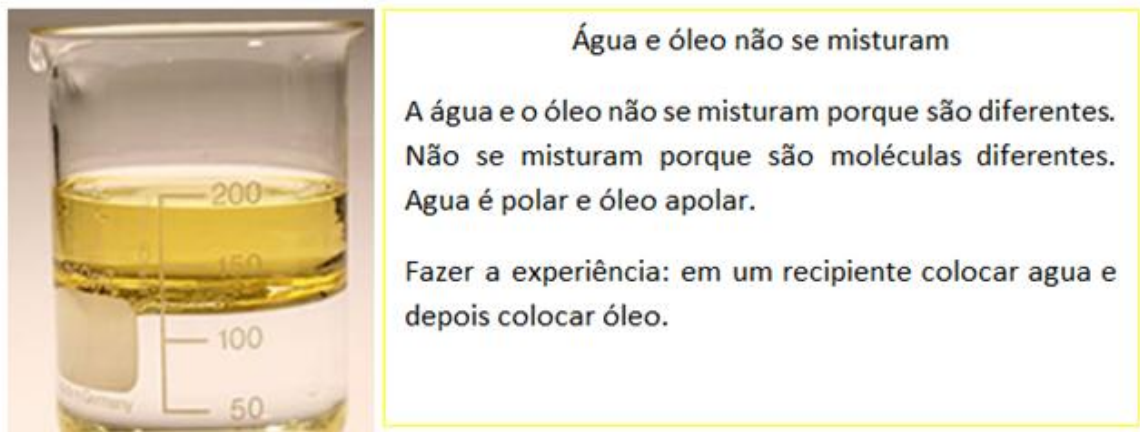 200
150
100
50
Germany
Água e óleo não se misturam
A água e o óleo não se misturam porque são diferentes.
Não se misturam porque são moléculas diferentes.
Agua é polar e óleo apolar.
Fazer a experiência: em um recipiente colocar agua e
depois colocar óleo.